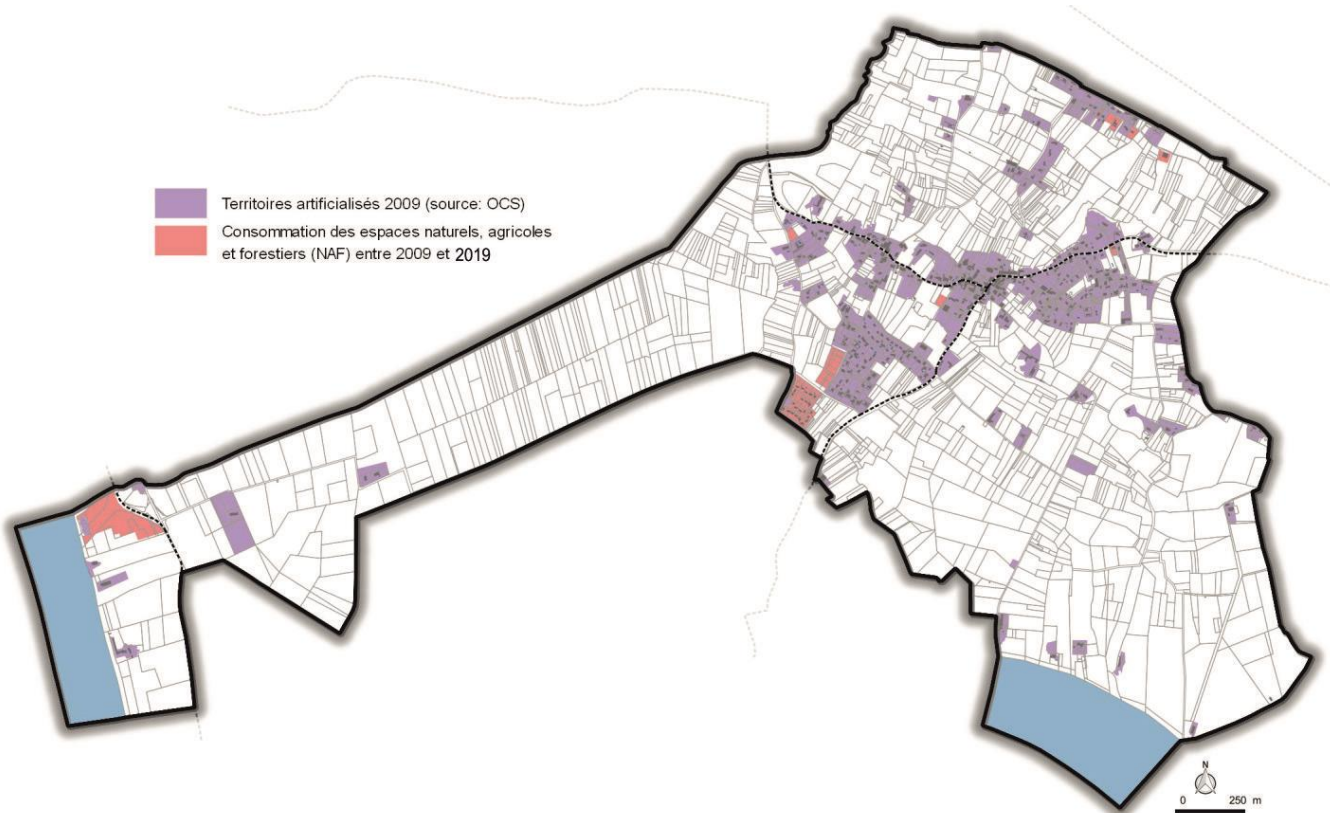 Territoires artificialisés 2009 (source: OCS)
Consommation des espaces naturels, agricoles
et forestiers (NAF) entre 2009 et 2019
N
0 250 m